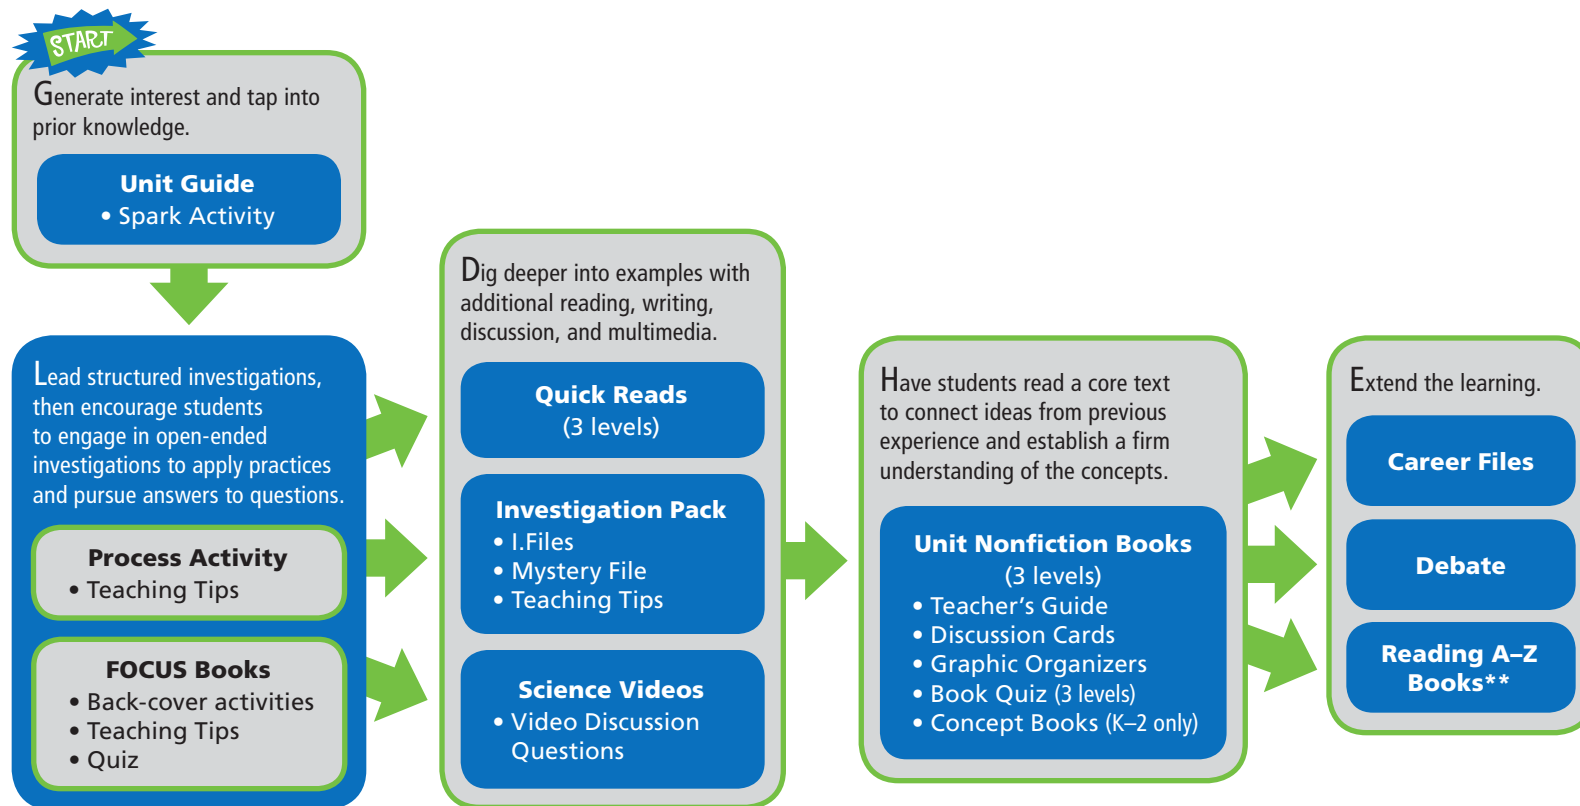 START
Generate interest and tap into
prior knowledge.
Unit Guide
• Spark Activity
Lead structured investigations,
then encourage students
to engage in open-ended
investigations to apply practices
and pursue answers to questions.
Process Activity
• Teaching Tips
FOCUS Books
• Back-cover activities
• Teaching Tips
• Quiz
Dig deeper into examples with
additional reading, writing,
discussion, and multimedia.
Quick Reads
(3 levels)
Investigation Pack
• I.Files
• Mystery File
• Teaching Tips
Science Videos
• Video Discussion
Questions
Have students read a core text
to connect ideas from previous
experience and establish a firm
understanding of the concepts.
Unit Nonfiction Books
(3 levels)
• Teacher’s Guide
• Discussion Cards
• Graphic Organizers
• Book Quiz (3 levels)
• Concept Books (K–2 only)
Extend the learning.
Career Files
Debate
Reading A–Z
Books**